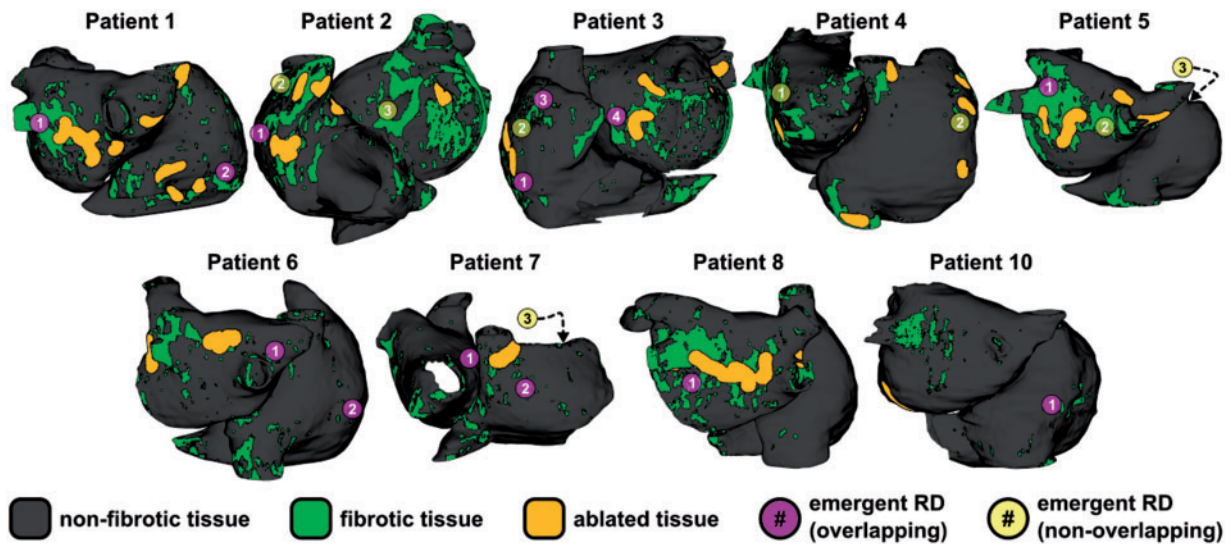 Patient 1
Patient 2
Patient 3
Patient 4
Patient 5
1
2
1
2
3
1
2
3
4
1
2
1
2
3
Patient 6
Patient 7
Patient 8
Patient 10
1
2
1
2
3
1
1
non-fibrotic tissue
fibrotic tissue
ablated tissue
# emergent RD
(overlapping)
# emergent RD
(non-overlapping)